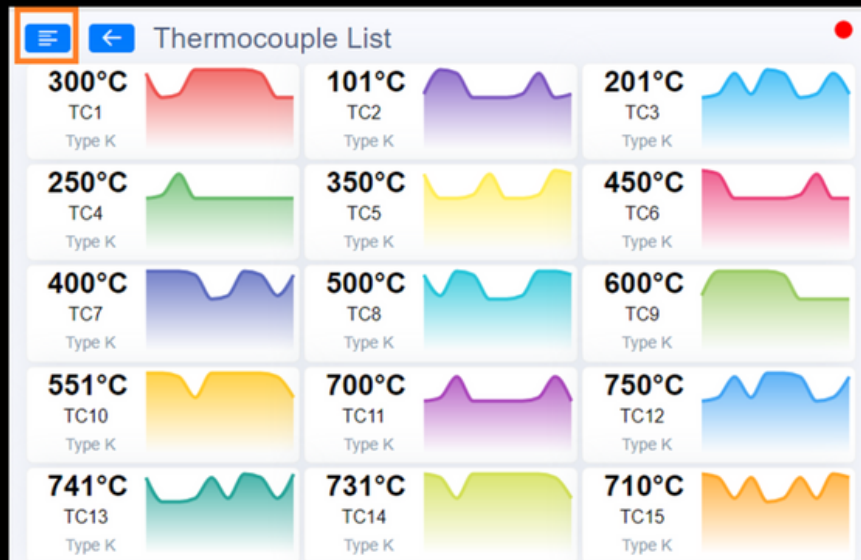 Thermocouple List
300°C
TC1
Type K
101°C
TC2
Type K
201°C
TC3
Type K
250°C
TC4
Type K
350°C
TC5
Type K
450°C
TC6
Type K
400°C
TC7
Type K
500°C
TC8
Type K
600°C
TC9
Type K
551°C
TC10
Type K
700°C
TC11
Type K
750°C
TC12
Type K
741°C
TC13
Type K
731°C
TC14
Type K
710°C
TC15
Type K